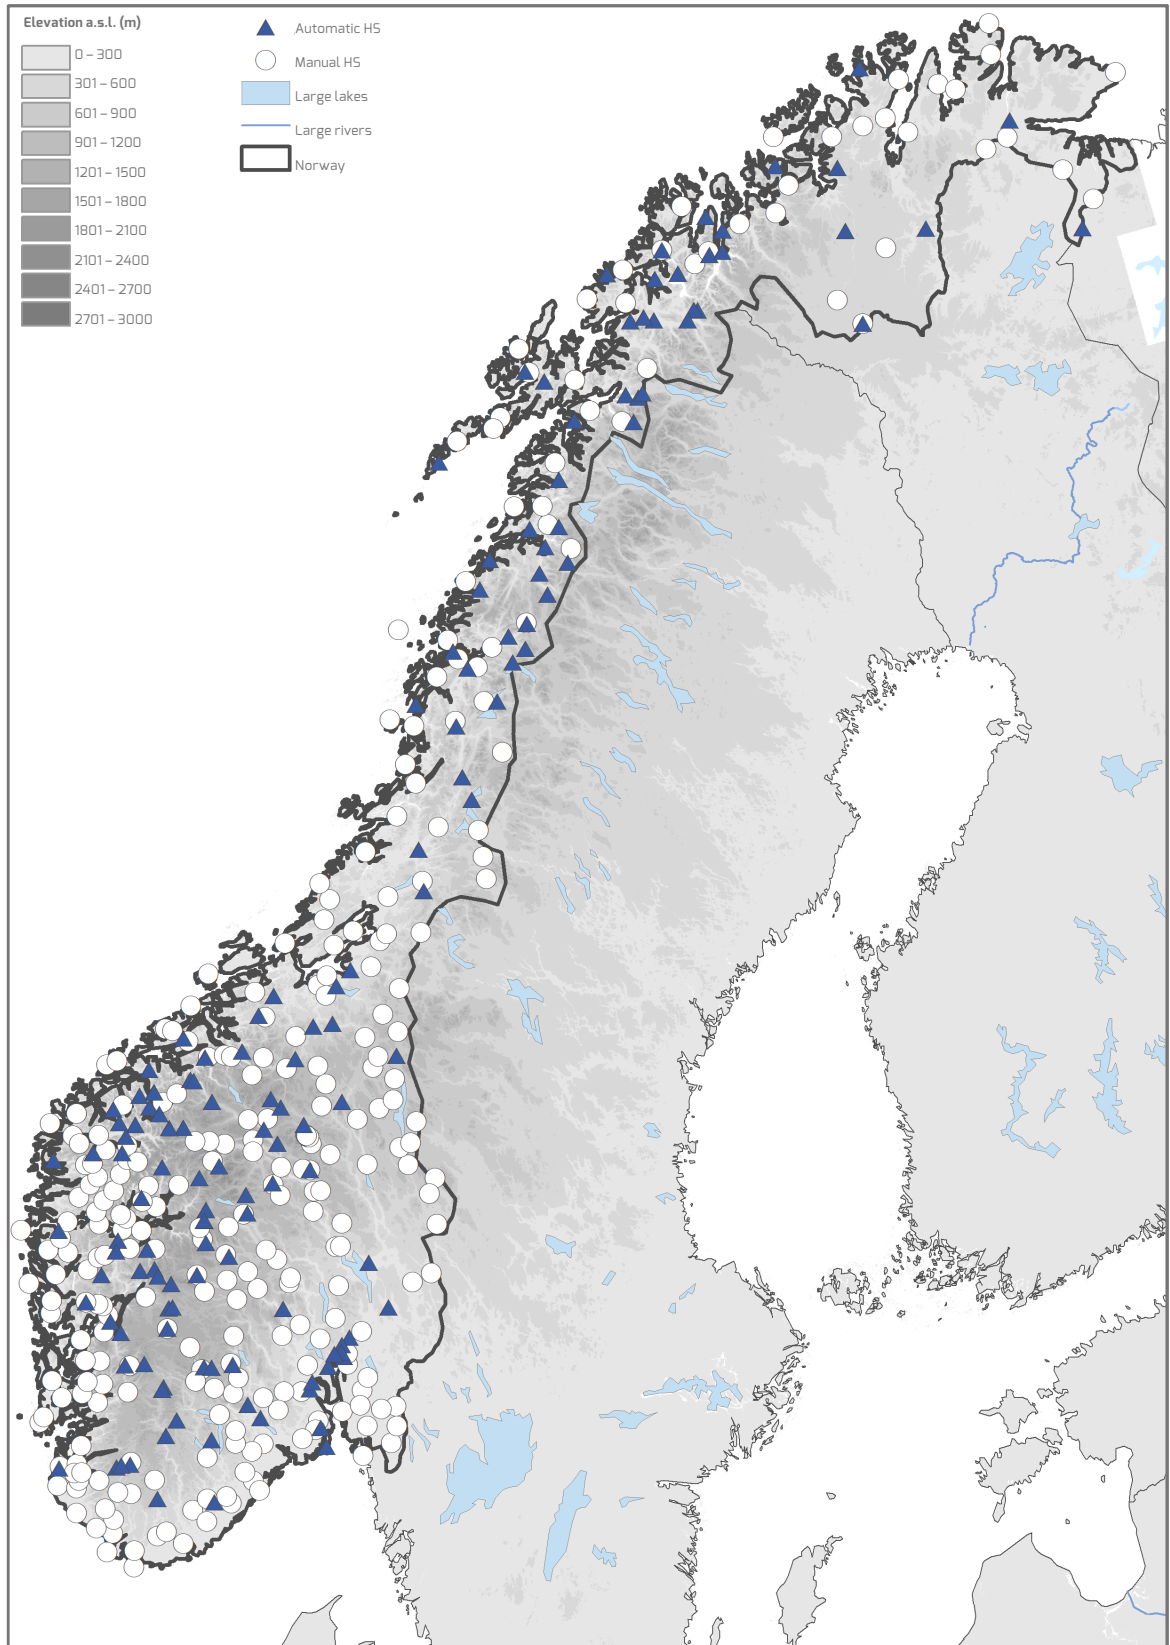 Elevation a.s.l. (m)
0 – 300
301 – 600
601 – 900
901 – 1200
1201 – 1500
1501 – 1800
1801 – 2100
2101 – 2400
2401 – 2700
2701 – 3000
Automatic HS
Manual HS
Large lakes
Large rivers
Norway